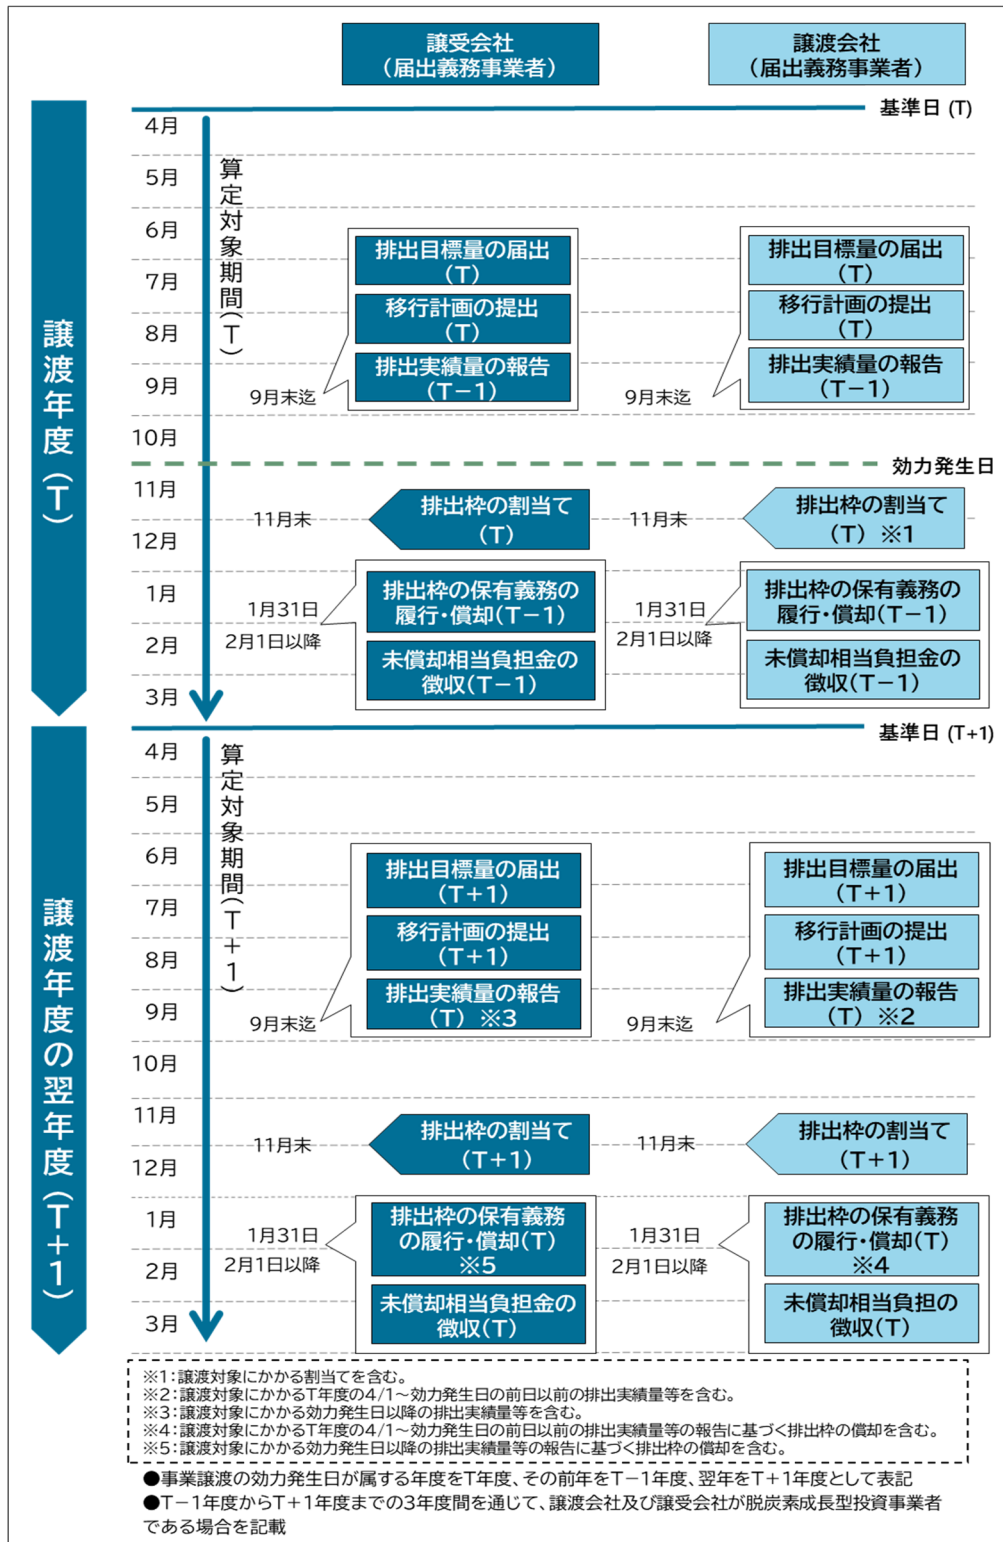 譲受会社
（届出義務事業者）
譲渡会社
（届出義務事業者）
基準日 (T)
譲渡年度（T）
算定対象期間（T）
4月
5月
6月
7月
8月
9月
10月
11月
12月
1月
2月
3月
排出目標量の届出
（T）
移行計画の提出
（T）
排出実績量の報告
（T－1）
9月末迄
排出目標量の届出
（T）
移行計画の提出
（T）
排出実績量の報告
（T－1）
9月末迄
効力発生日
11月末
排出枠の割当て
（T）
11月末
排出枠の割当て
（T）※1
1月31日
2月1日以降
排出枠の保有義務の
履行・償却（T－1）
未償却相当負担金の
徴収（T－1）
1月31日
2月1日以降
排出枠の保有義務の
履行・償却（T－1）
未償却相当負担金の
徴収（T－1）
基準日 (T+1)
譲渡年度の翌年度（T＋1）
算定対象期間（T＋1）
4月
5月
6月
7月
8月
9月
10月
11月
12月
1月
2月
3月
排出目標量の届出
（T＋1）
移行計画の提出
（T＋1）
排出実績量の報告
（T）※3
9月末迄
排出目標量の届出
（T＋1）
移行計画の提出
（T＋1）
排出実績量の報告
（T）※2
9月末迄
11月末
排出枠の割当て
（T＋1）
11月末
排出枠の割当て
（T＋1）
1月31日
2月1日以降
排出枠の保有義務
の履行・償却（T）
※5
未償却相当負担金の
徴収（T）
1月31日
2月1日以降
排出枠の保有義務
の履行・償却（T）
※4
未償却相当負担の
徴収（T）
※1：譲渡対象にかかる割当てを含む。
※2：譲渡対象にかかるT年度の4/1～効力発生日の前日以前の排出実績量等を含む。
※3：譲渡対象にかかる効力発生日以降の排出実績量等を含む。
※4：譲渡対象にかかるT年度の4/1～効力発生日の前日以前の排出実績量等の報告に基づく排出枠の償却を含む。
※5：譲渡対象にかかる効力発生日以降の排出実績量等の報告に基づく排出枠の償却を含む。
●事業譲渡の効力発生日が属する年度をT年度、その前年をT－1年度、翌年をT＋1年度として表記
●T－1年度からT＋1年度までの3年度間を通じて、譲渡会社及び譲受会社が脱炭素成長型投資事業者
である場合を記載